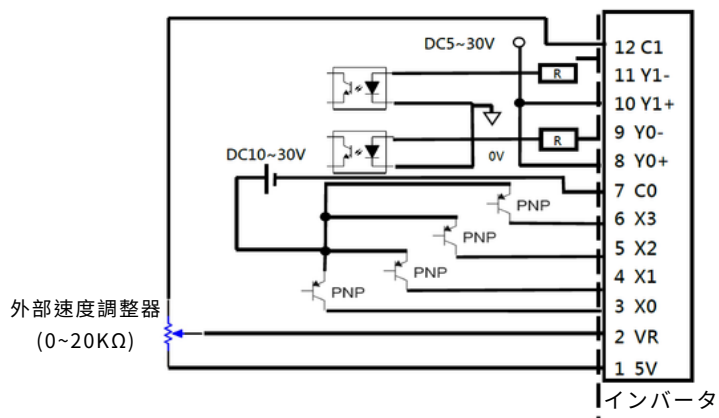 DC5~30V
12 C1
R
11 Y1-
10 Y1+
9 Y0-
R
0V
8 Y0+
DC10~30V
7 C0
PNP
6 X3
PNP
5 X2
PNP
4 X1
PNP
3 X0
外部速度調整器
(0~20KΩ)
2 VR
1 5V
インバータ